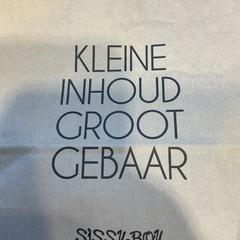 KLEINE
INHOUD
GROOT
GEBAAR
SISSY-BOY